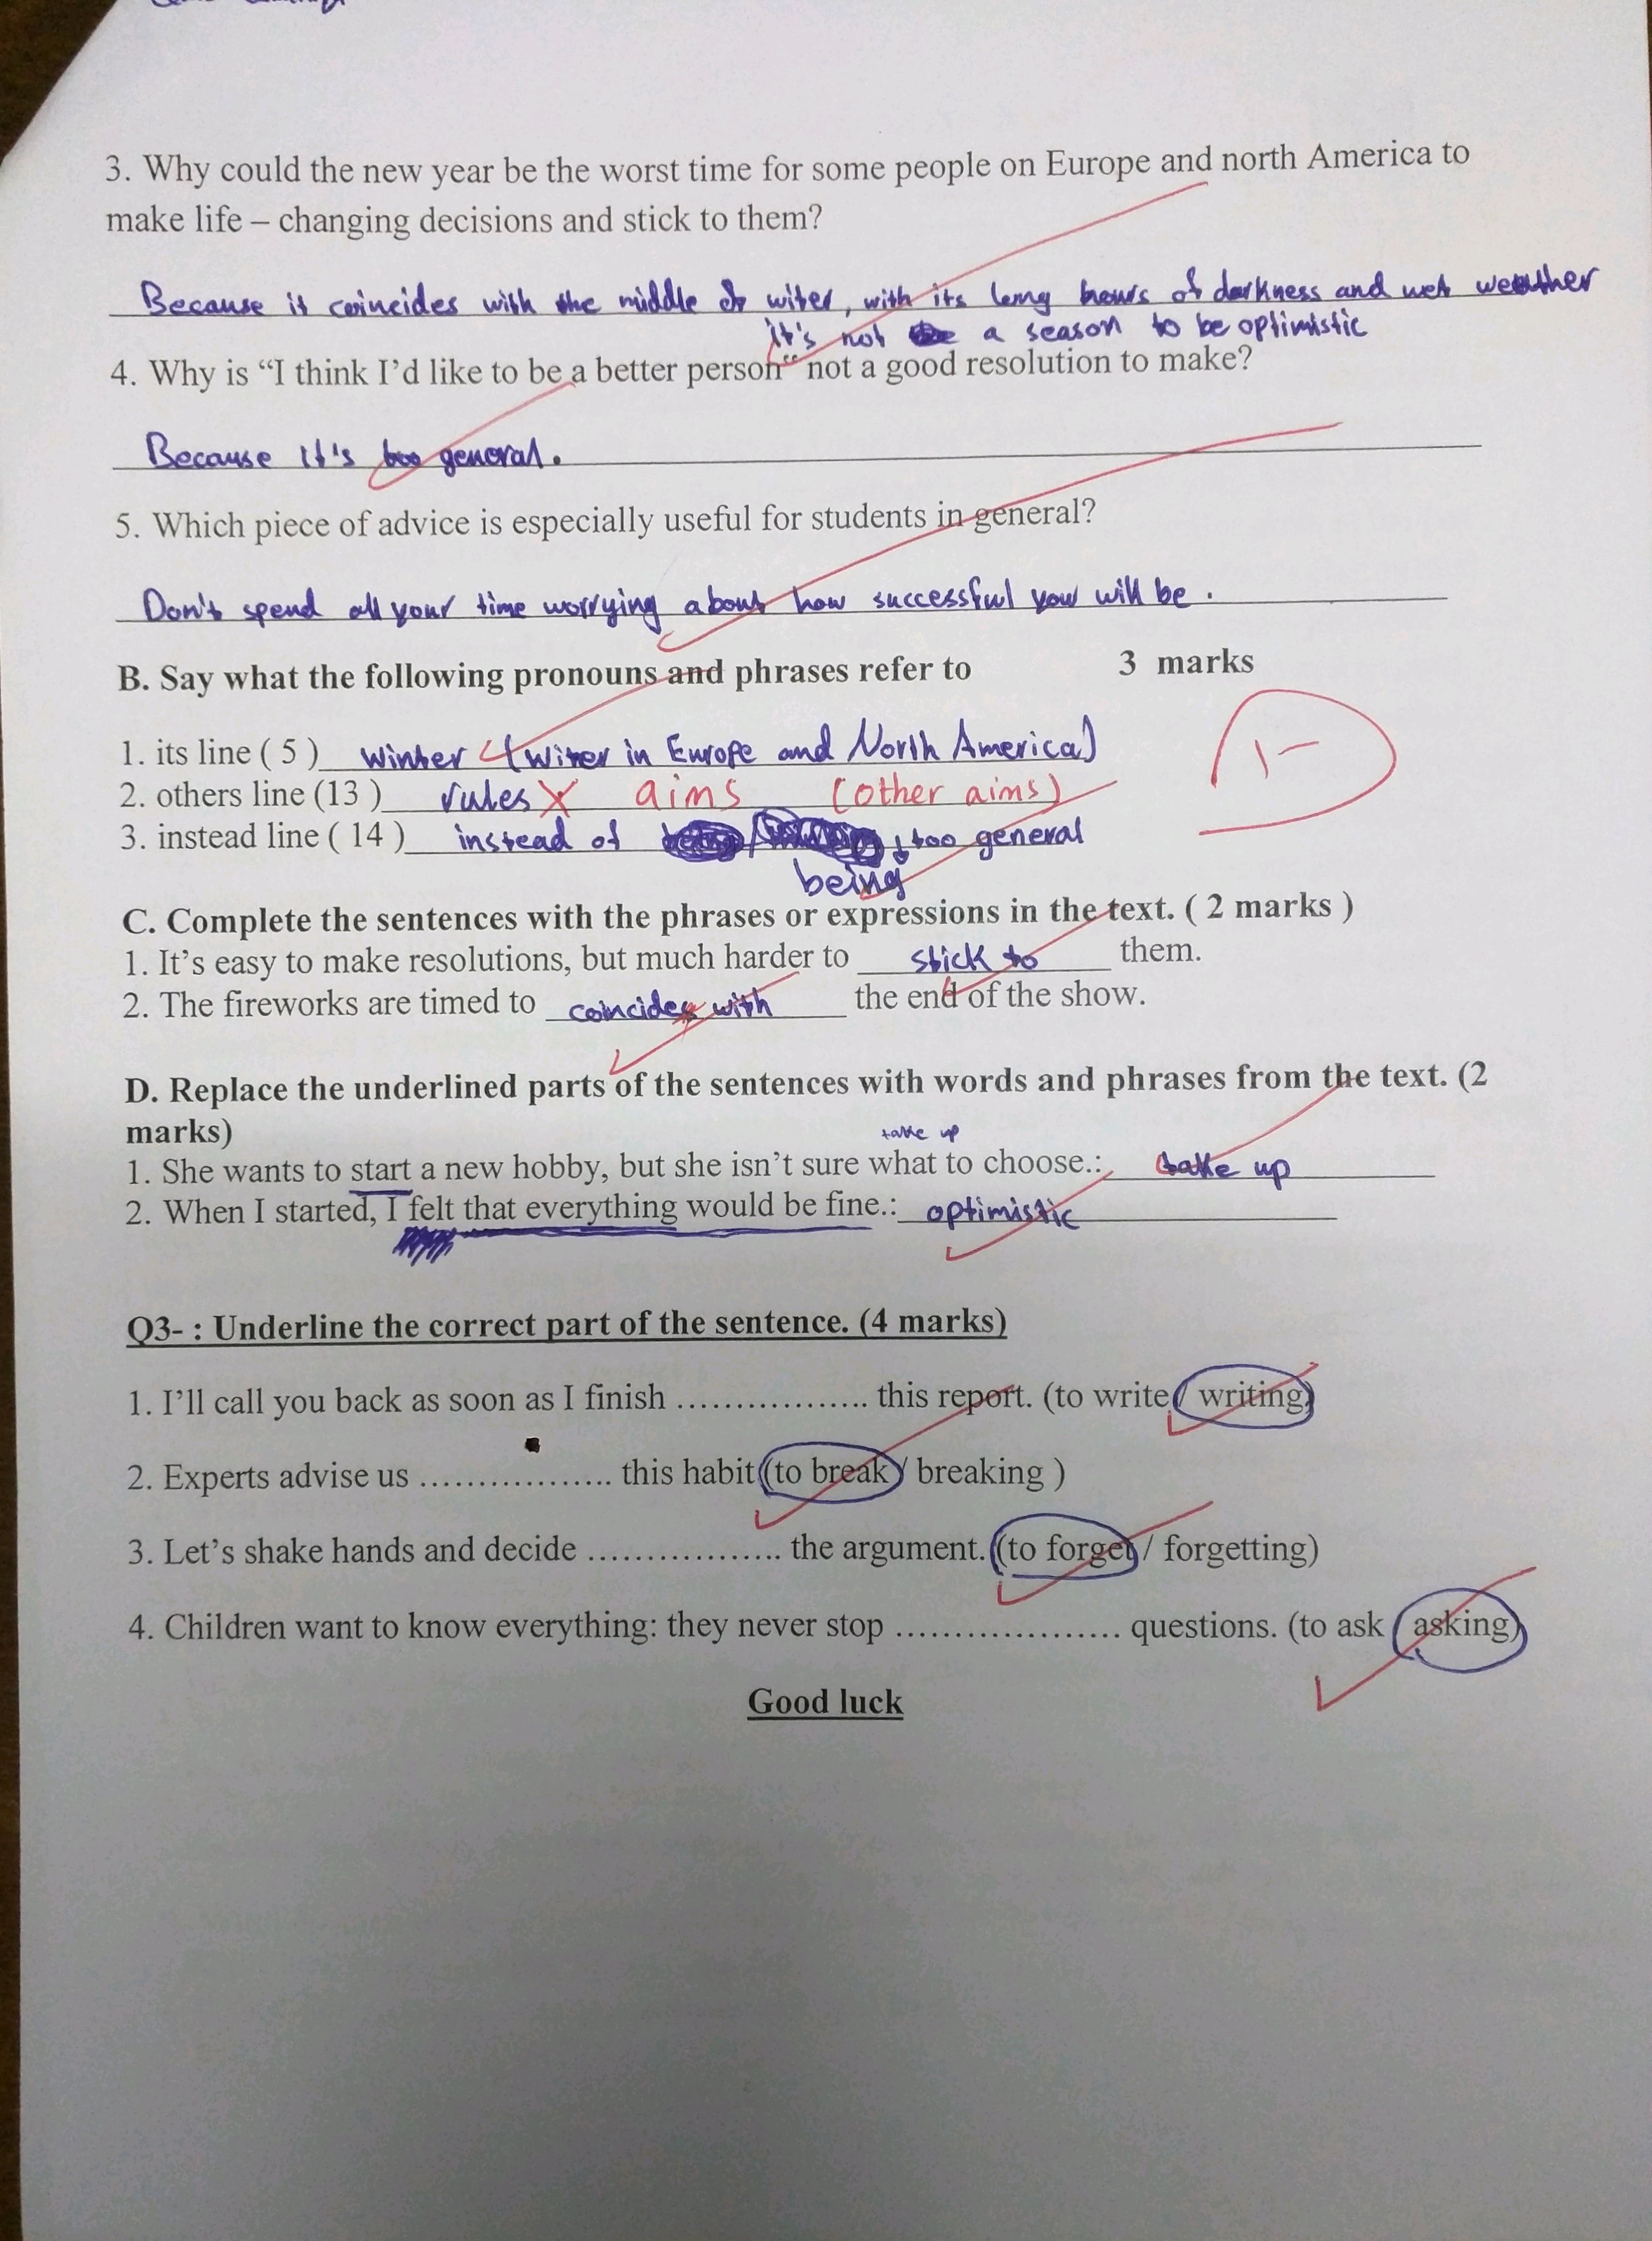 3. Why could the new year be the worst time for some people on Europe and north America to
make life – changing decisions and stick to them?
Because it coincides with the middle of witer, with its long hours of darkness and wet weather
it's not a season to be optimistic
4. Why is “I think I’d like to be a better person“ not a good resolution to make?
Because it's too general.
5. Which piece of advice is especially useful for students in general?
Don't spend all your time worrying about how successful you will be.
B. Say what the following pronouns and phrases refer to 3 marks
1. its line ( 5 ) winter (witer in Europe and North America)
2. others line (13 ) rules X aims (other aims)
1-
3. instead line ( 14 ) instead of too general
being
C. Complete the sentences with the phrases or expressions in the text. ( 2 marks )
1. It’s easy to make resolutions, but much harder to stick to them.
2. The fireworks are timed to coincides with the end of the show.
D. Replace the underlined parts of the sentences with words and phrases from the text. (2
marks)
take up
1. She wants to start a new hobby, but she isn’t sure what to choose.: take up
2. When I started, I felt that everything would be fine.: optimistic
Q3- : Underline the correct part of the sentence. (4 marks)
1. I’ll call you back as soon as I finish ................. this report. (to write / writing)
2. Experts advise us ................. this habit (to break / breaking )
3. Let’s shake hands and decide ................. the argument. (to forget / forgetting)
4. Children want to know everything: they never stop .................... questions. (to ask / asking)
Good luck